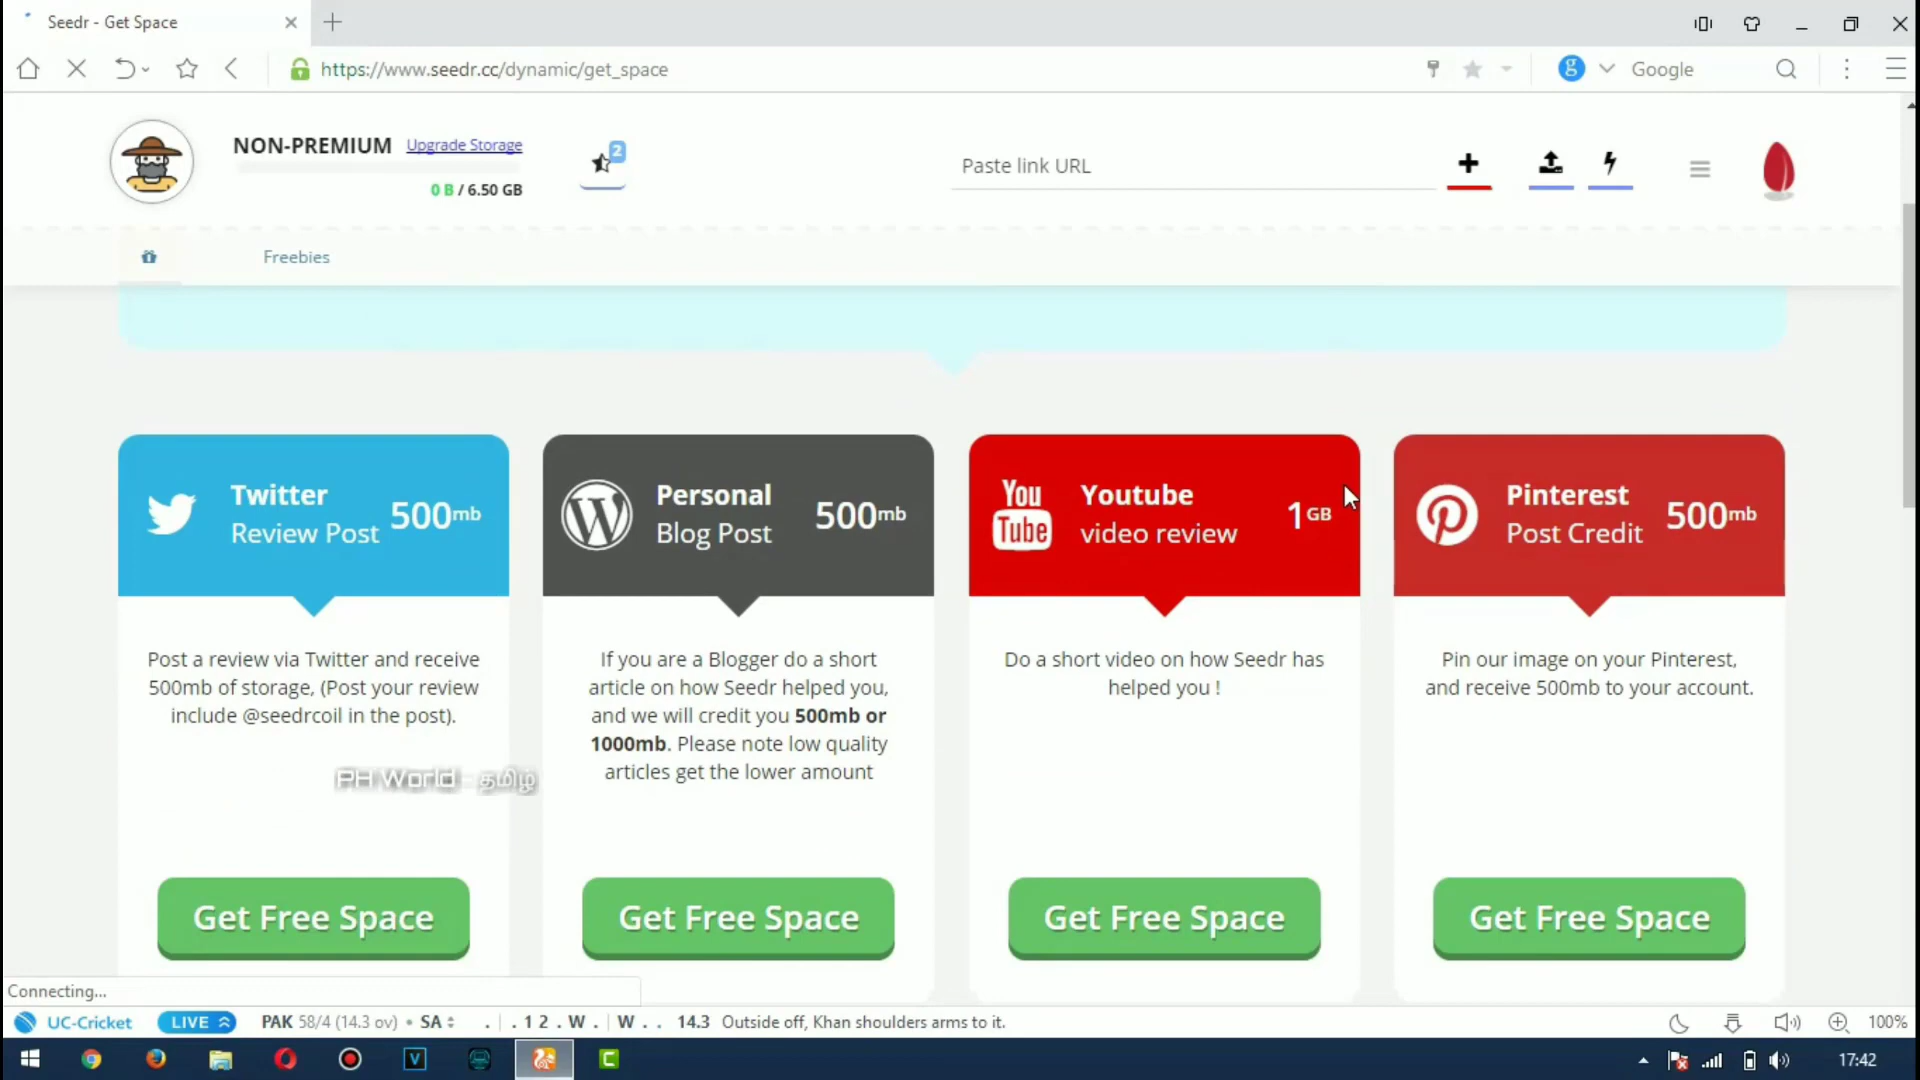 Seedr - Get Space
https://www.seedr.cc/dynamic/get_space
g
Google
NON-PREMIUM Upgrade Storage
0 B / 6.50 GB
2
Paste link URL
Freebies
Twitter
Review Post
500mb
Post a review via Twitter and receive
500mb of storage, (Post your review
include @seedrcoil in the post).
Get Free Space
Personal
Blog Post
500mb
If you are a Blogger do a short
article on how Seedr helped you,
and we will credit you 500mb or
1000mb. Please note low quality
articles get the lower amount
Get Free Space
You
Tube
Youtube
video review
1GB
Do a short video on how Seedr has
helped you !
Get Free Space
Pinterest
Post Credit
500mb
Pin our image on your Pinterest,
and receive 500mb to your account.
Get Free Space
PH World - தமிழ்
Connecting...
UC-Cricket LIVE PAK 58/4 (14.3 ov) • SA . | . 1 2 . W . | W . . 14.3 Outside off, Khan shoulders arms to it.
100%
V
C
17:42